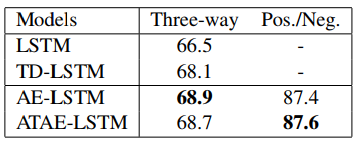 Models Three-way Pos./Neg.
LSTM 66.5 -
TD-LSTM 68.1 -
AE-LSTM 68.9 87.4
ATAE-LSTM 68.7 87.6